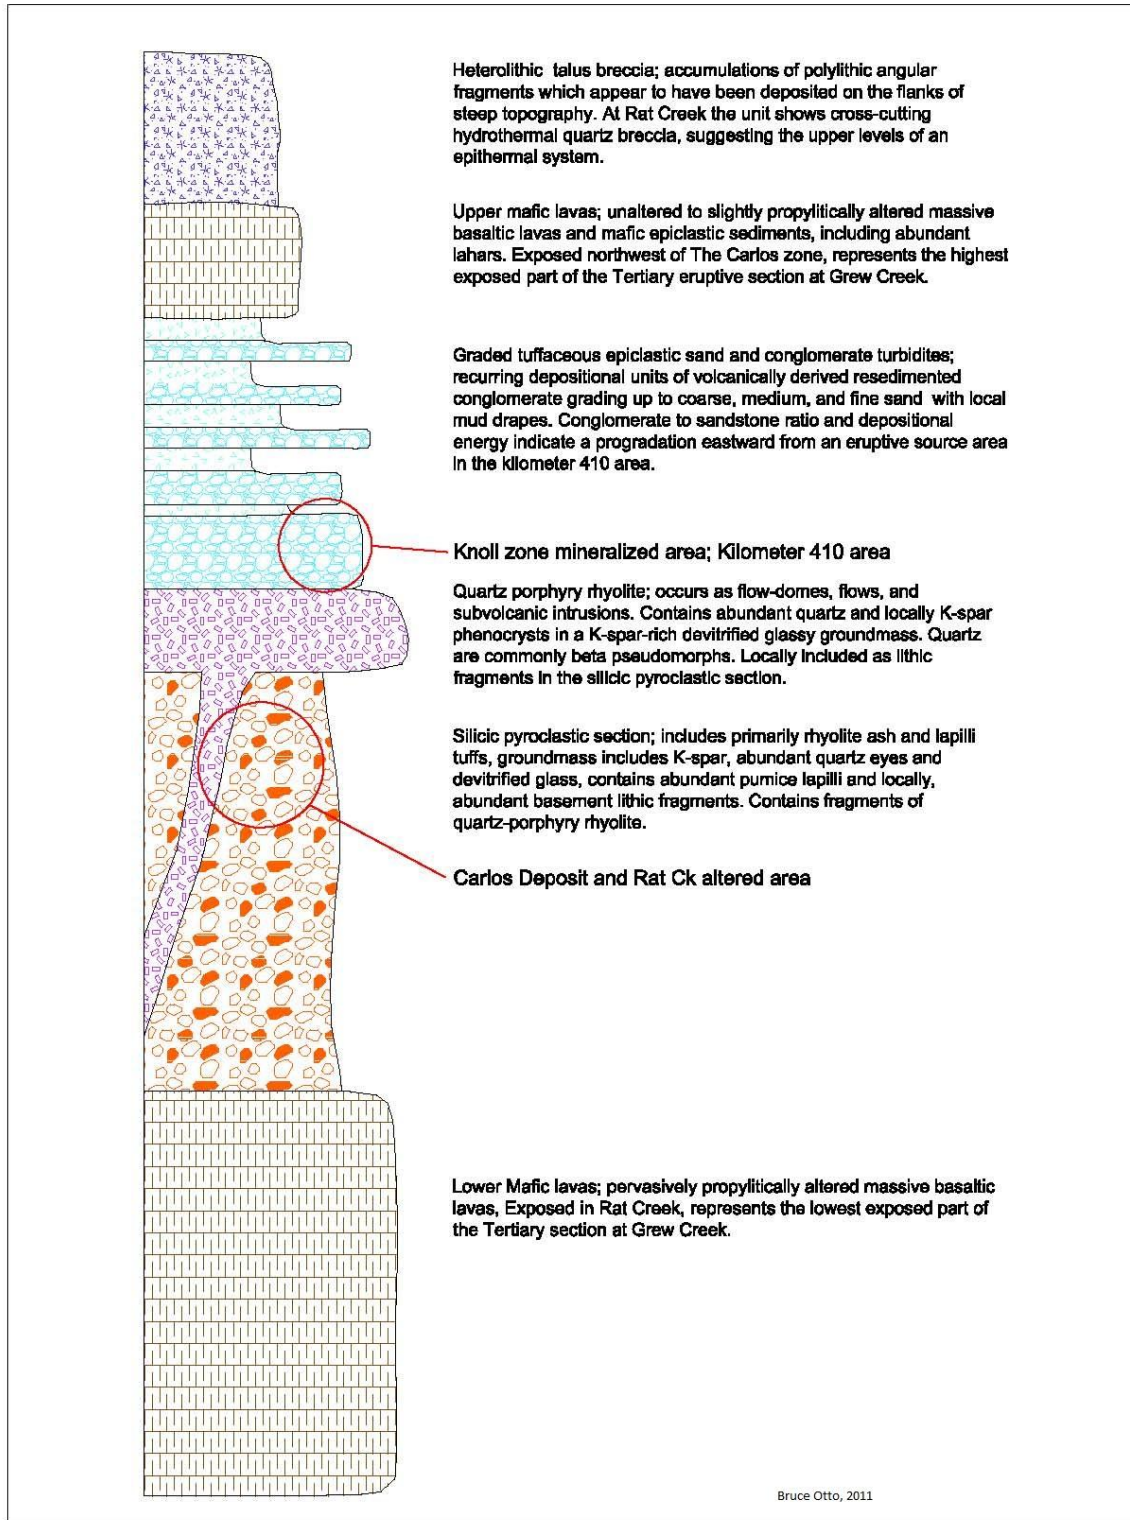 Heterolithic talus breccia; accumulations of polylithic angular
fragments which appear to have been deposited on the flanks of
steep topography. At Rat Creek the unit shows cross-cutting
hydrothermal quartz breccia, suggesting the upper levels of an
epithermal system.
Upper mafic lavas; unaltered to slightly propylitically altered massive
basaltic lavas and mafic epiclastic sediments, including abundant
lahars. Exposed northwest of The Carlos zone, represents the highest
exposed part of the Tertiary eruptive section at Grew Creek.
Graded tuffaceous epiclastic sand and conglomerate turbidites;
recurring depositional units of volcanically derived resedimented
conglomerate grading up to coarse, medium, and fine sand with local
mud drapes. Conglomerate to sandstone ratio and depositional
energy indicate a progradation eastward from an eruptive source area
in the kilometer 410 area.
Knoll zone mineralized area; Kilometer 410 area
Quartz porphyry rhyolite; occurs as flow-domes, flows, and
subvolcanic intrusions. Contains abundant quartz and locally K-spar
phenocrysts in a K-spar-rich devitrified glassy groundmass. Quartz
are commonly beta pseudomorphs. Locally included as lithic
fragments in the silicic pyroclastic section.
Silicic pyroclastic section; includes primarily rhyolite ash and lapilli
tuffs, groundmass includes K-spar, abundant quartz eyes and
devitrified glass, contains abundant pumice lapilli and locally,
abundant basement lithic fragments. Contains fragments of
quartz-porphyry rhyolite.
Carlos Deposit and Rat Ck altered area
Lower Mafic lavas; pervasively propylitically altered massive basaltic
lavas, Exposed in Rat Creek, represents the lowest exposed part of
the Tertiary section at Grew Creek.
Bruce Otto, 2011